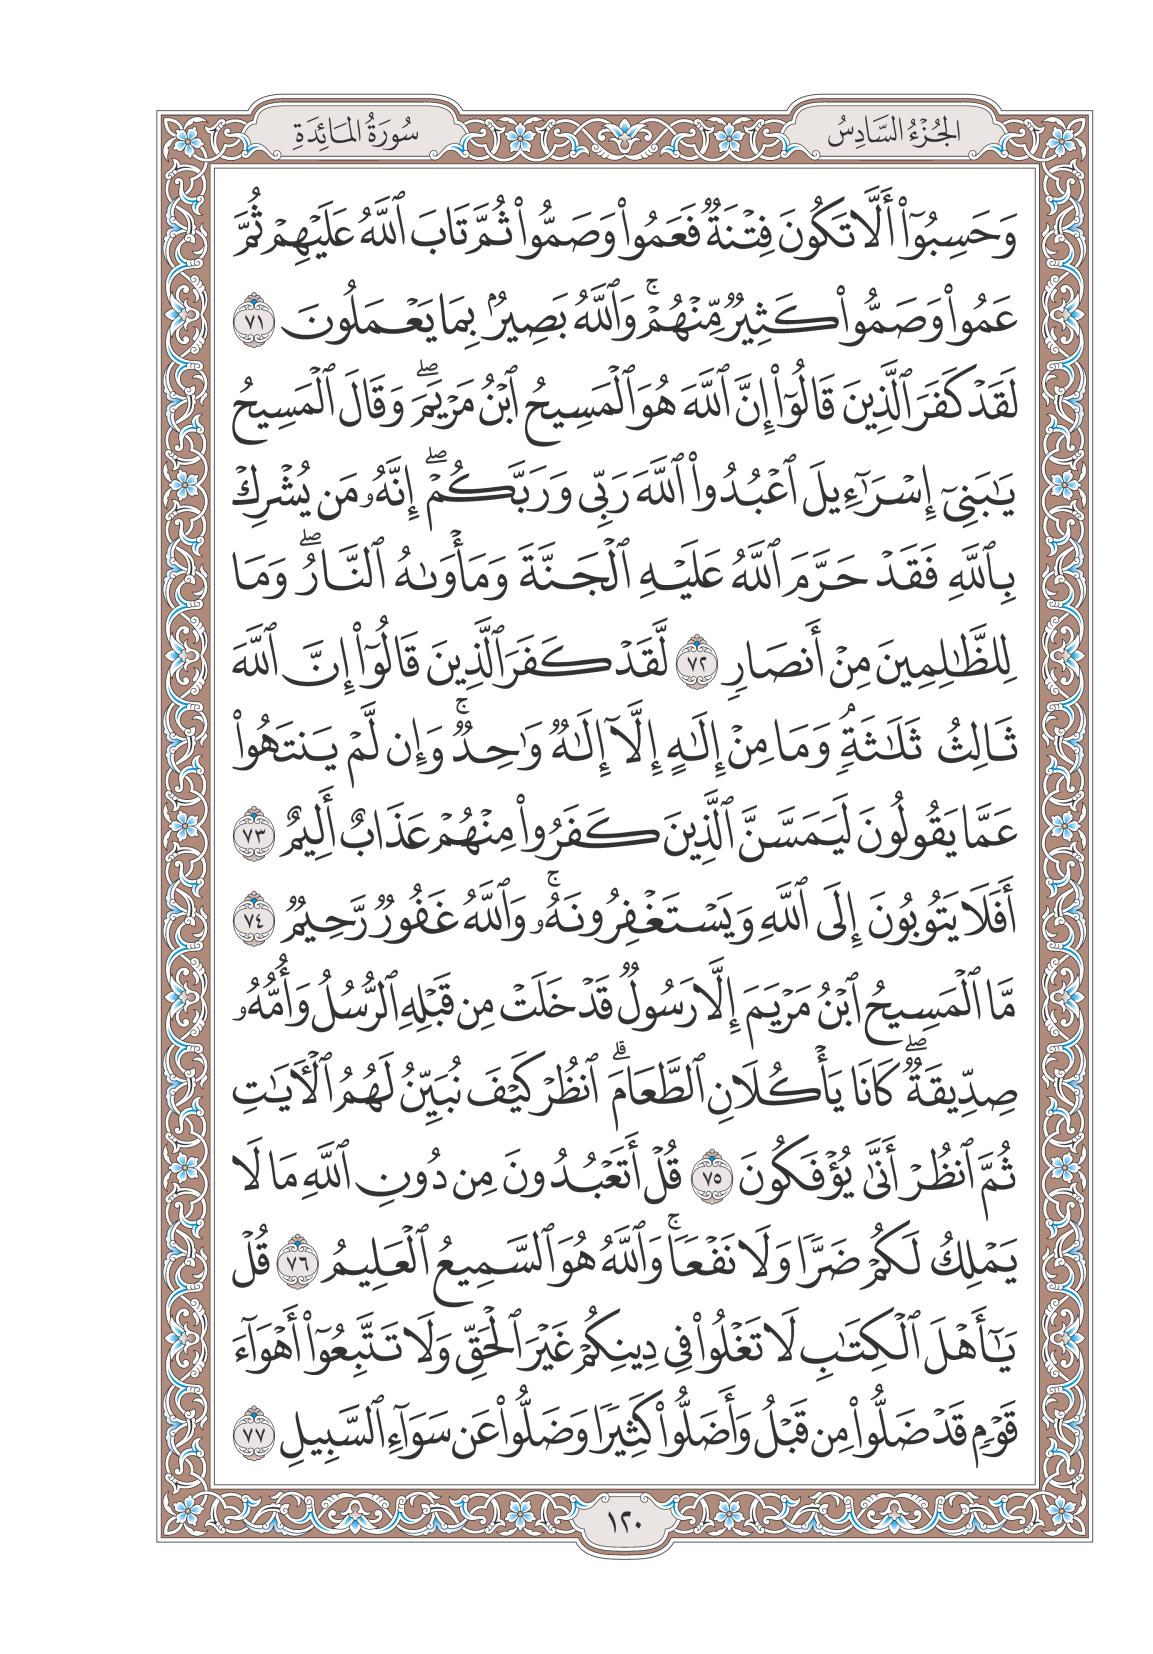 الجُزْءُ السَّادِسُ
سُورَةُ المَائِدَةِ
وَحَسِبُوٓا۟ أَلَّا تَكُونَ فِتْنَةٌ فَعَمُوا۟ وَصَمُّوا۟ ثُمَّ تَابَ ٱللَّهُ عَلَيْهِمْ ثُمَّ
عَمُوا۟ وَصَمُّوا۟ كَثِيرٌ مِّنْهُمْ ۚ وَٱللَّهُ بَصِيرٌۢ بِمَا يَعْمَلُونَ ٧١
لَقَدْ كَفَرَ ٱلَّذِينَ قَالُوٓا۟ إِنَّ ٱللَّهَ هُوَ ٱلْمَسِيحُ ٱبْنُ مَرْيَمَ ۖ وَقَالَ ٱلْمَسِيحُ
يَـٰبَنِىٓ إِسْرَٰٓءِيلَ ٱعْبُدُوا۟ ٱللَّهَ رَبِّى وَرَبَّكُمْ ۖ إِنَّهُۥ مَن يُشْرِكْ
بِٱللَّهِ فَقَدْ حَرَّمَ ٱللَّهُ عَلَيْهِ ٱلْجَنَّةَ وَمَأْوَىٰهُ ٱلنَّارُ ۖ وَمَا
لِلظَّـٰلِمِينَ مِنْ أَنصَارٍ ٧٢ لَّقَدْ كَفَرَ ٱلَّذِينَ قَالُوٓا۟ إِنَّ ٱللَّهَ
ثَالِثُ ثَلَـٰثَةٍۘ وَمَا مِنْ إِلَـٰهٍ إِلَّآ إِلَـٰهٌ وَٰحِدٌ ۚ وَإِن لَّمْ يَنتَهُوا۟
عَمَّا يَقُولُونَ لَيَمَسَّنَّ ٱلَّذِينَ كَفَرُوا۟ مِنْهُمْ عَذَابٌ أَلِيمٌ ٧٣
أَفَلَا يَتُوبُونَ إِلَى ٱللَّهِ وَيَسْتَغْفِرُونَهُۥ ۚ وَٱللَّهُ غَفُورٌ رَّحِيمٌ ٧٤
مَّا ٱلْمَسِيحُ ٱبْنُ مَرْيَمَ إِلَّا رَسُولٌ قَدْ خَلَتْ مِن قَبْلِهِ ٱلرُّسُلُ وَأُمُّهُۥ
صِدِّيقَةٌ ۖ كَانَا يَأْكُلَانِ ٱلطَّعَامَ ۗ ٱنظُرْ كَيْفَ نُبَيِّنُ لَهُمُ ٱلْـَٔايَـٰتِ
ثُمَّ ٱنظُرْ أَنَّىٰ يُؤْفَكُونَ ٧٥ قُلْ أَتَعْبُدُونَ مِن دُونِ ٱللَّهِ مَا لَا
يَمْلِكُ لَكُمْ ضَرًّا وَلَا نَفْعًا ۚ وَٱللَّهُ هُوَ ٱلسَّمِيعُ ٱلْعَلِيمُ ٧٦ قُلْ
يَـٰٓأَهْلَ ٱلْكِتَـٰبِ لَا تَغْلُوا۟ فِى دِينِكُمْ غَيْرَ ٱلْحَقِّ وَلَا تَتَّبِعُوٓا۟ أَهْوَآءَ
قَوْمٍ قَدْ ضَلُّوا۟ مِن قَبْلُ وَأَضَلُّوا۟ كَثِيرًا وَضَلُّوا۟ عَن سَوَآءِ ٱلسَّبِيلِ ٧٧
١٢٠